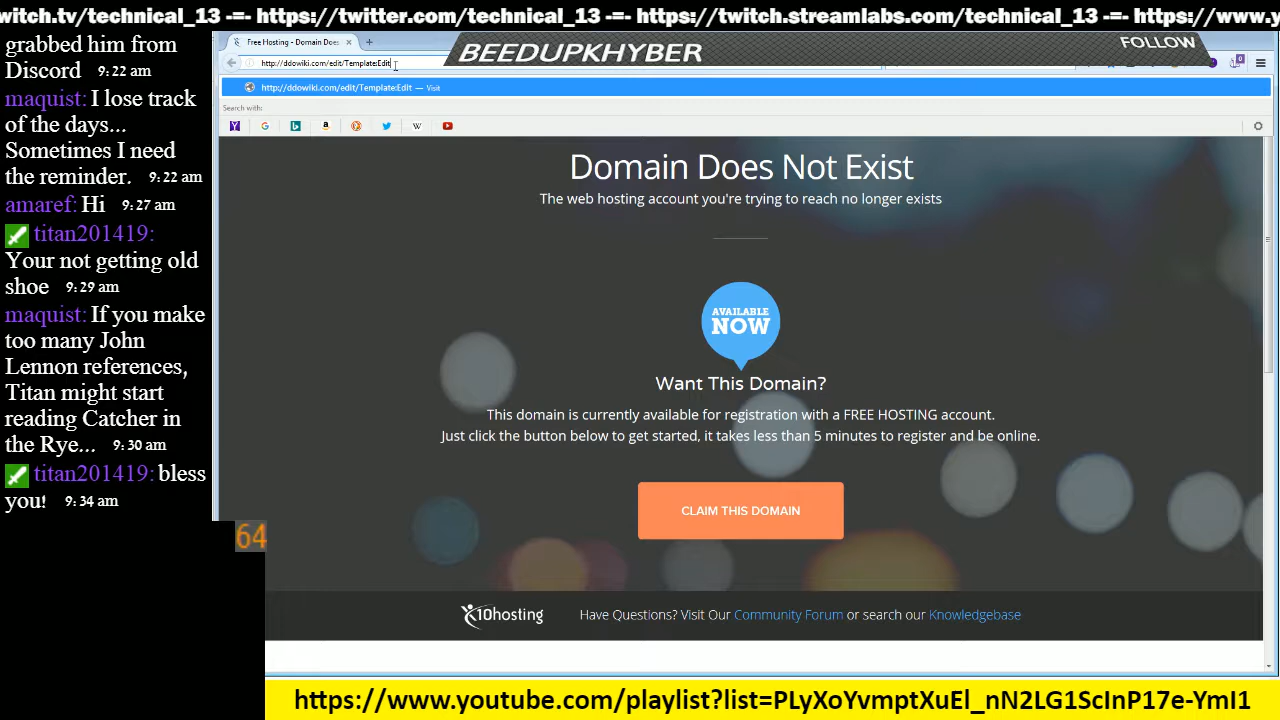 witch.tv/technical_13 -=- https://twitter.com/technical_13 -=- https://twitch.streamlabs.com/technical_13 -=- https://www.y
grabbed him from
Discord 9:22 am
maquist: I lose track
of the days...
Sometimes I need
the reminder. 9:22 am
amaref: Hi 9:27 am
titan201419:
Your not getting old
shoe 9:29 am
maquist: If you make
too many John
Lennon references,
Titan might start
reading Catcher in
the Rye... 9:30 am
titan201419: bless
you! 9:34 am
64
Free Hosting - Domain Does
BEEDUPKHYBER
FOLLOW
http://ddowiki.com/edit/Template:Edit
0
http://ddowiki.com/edit/Template:Edit — Visit
Search with:
Domain Does Not Exist
The web hosting account you're trying to reach no longer exists
AVAILABLE
NOW
Want This Domain?
This domain is currently available for registration with a FREE HOSTING account.
Just click the button below to get started, it takes less than 5 minutes to register and be online.
CLAIM THIS DOMAIN
x10hosting
Have Questions? Visit Our Community Forum or search our Knowledgebase
https://www.youtube.com/playlist?list=PLyXoYvmptXuEl_nN2LG1ScInP17e-YmI1